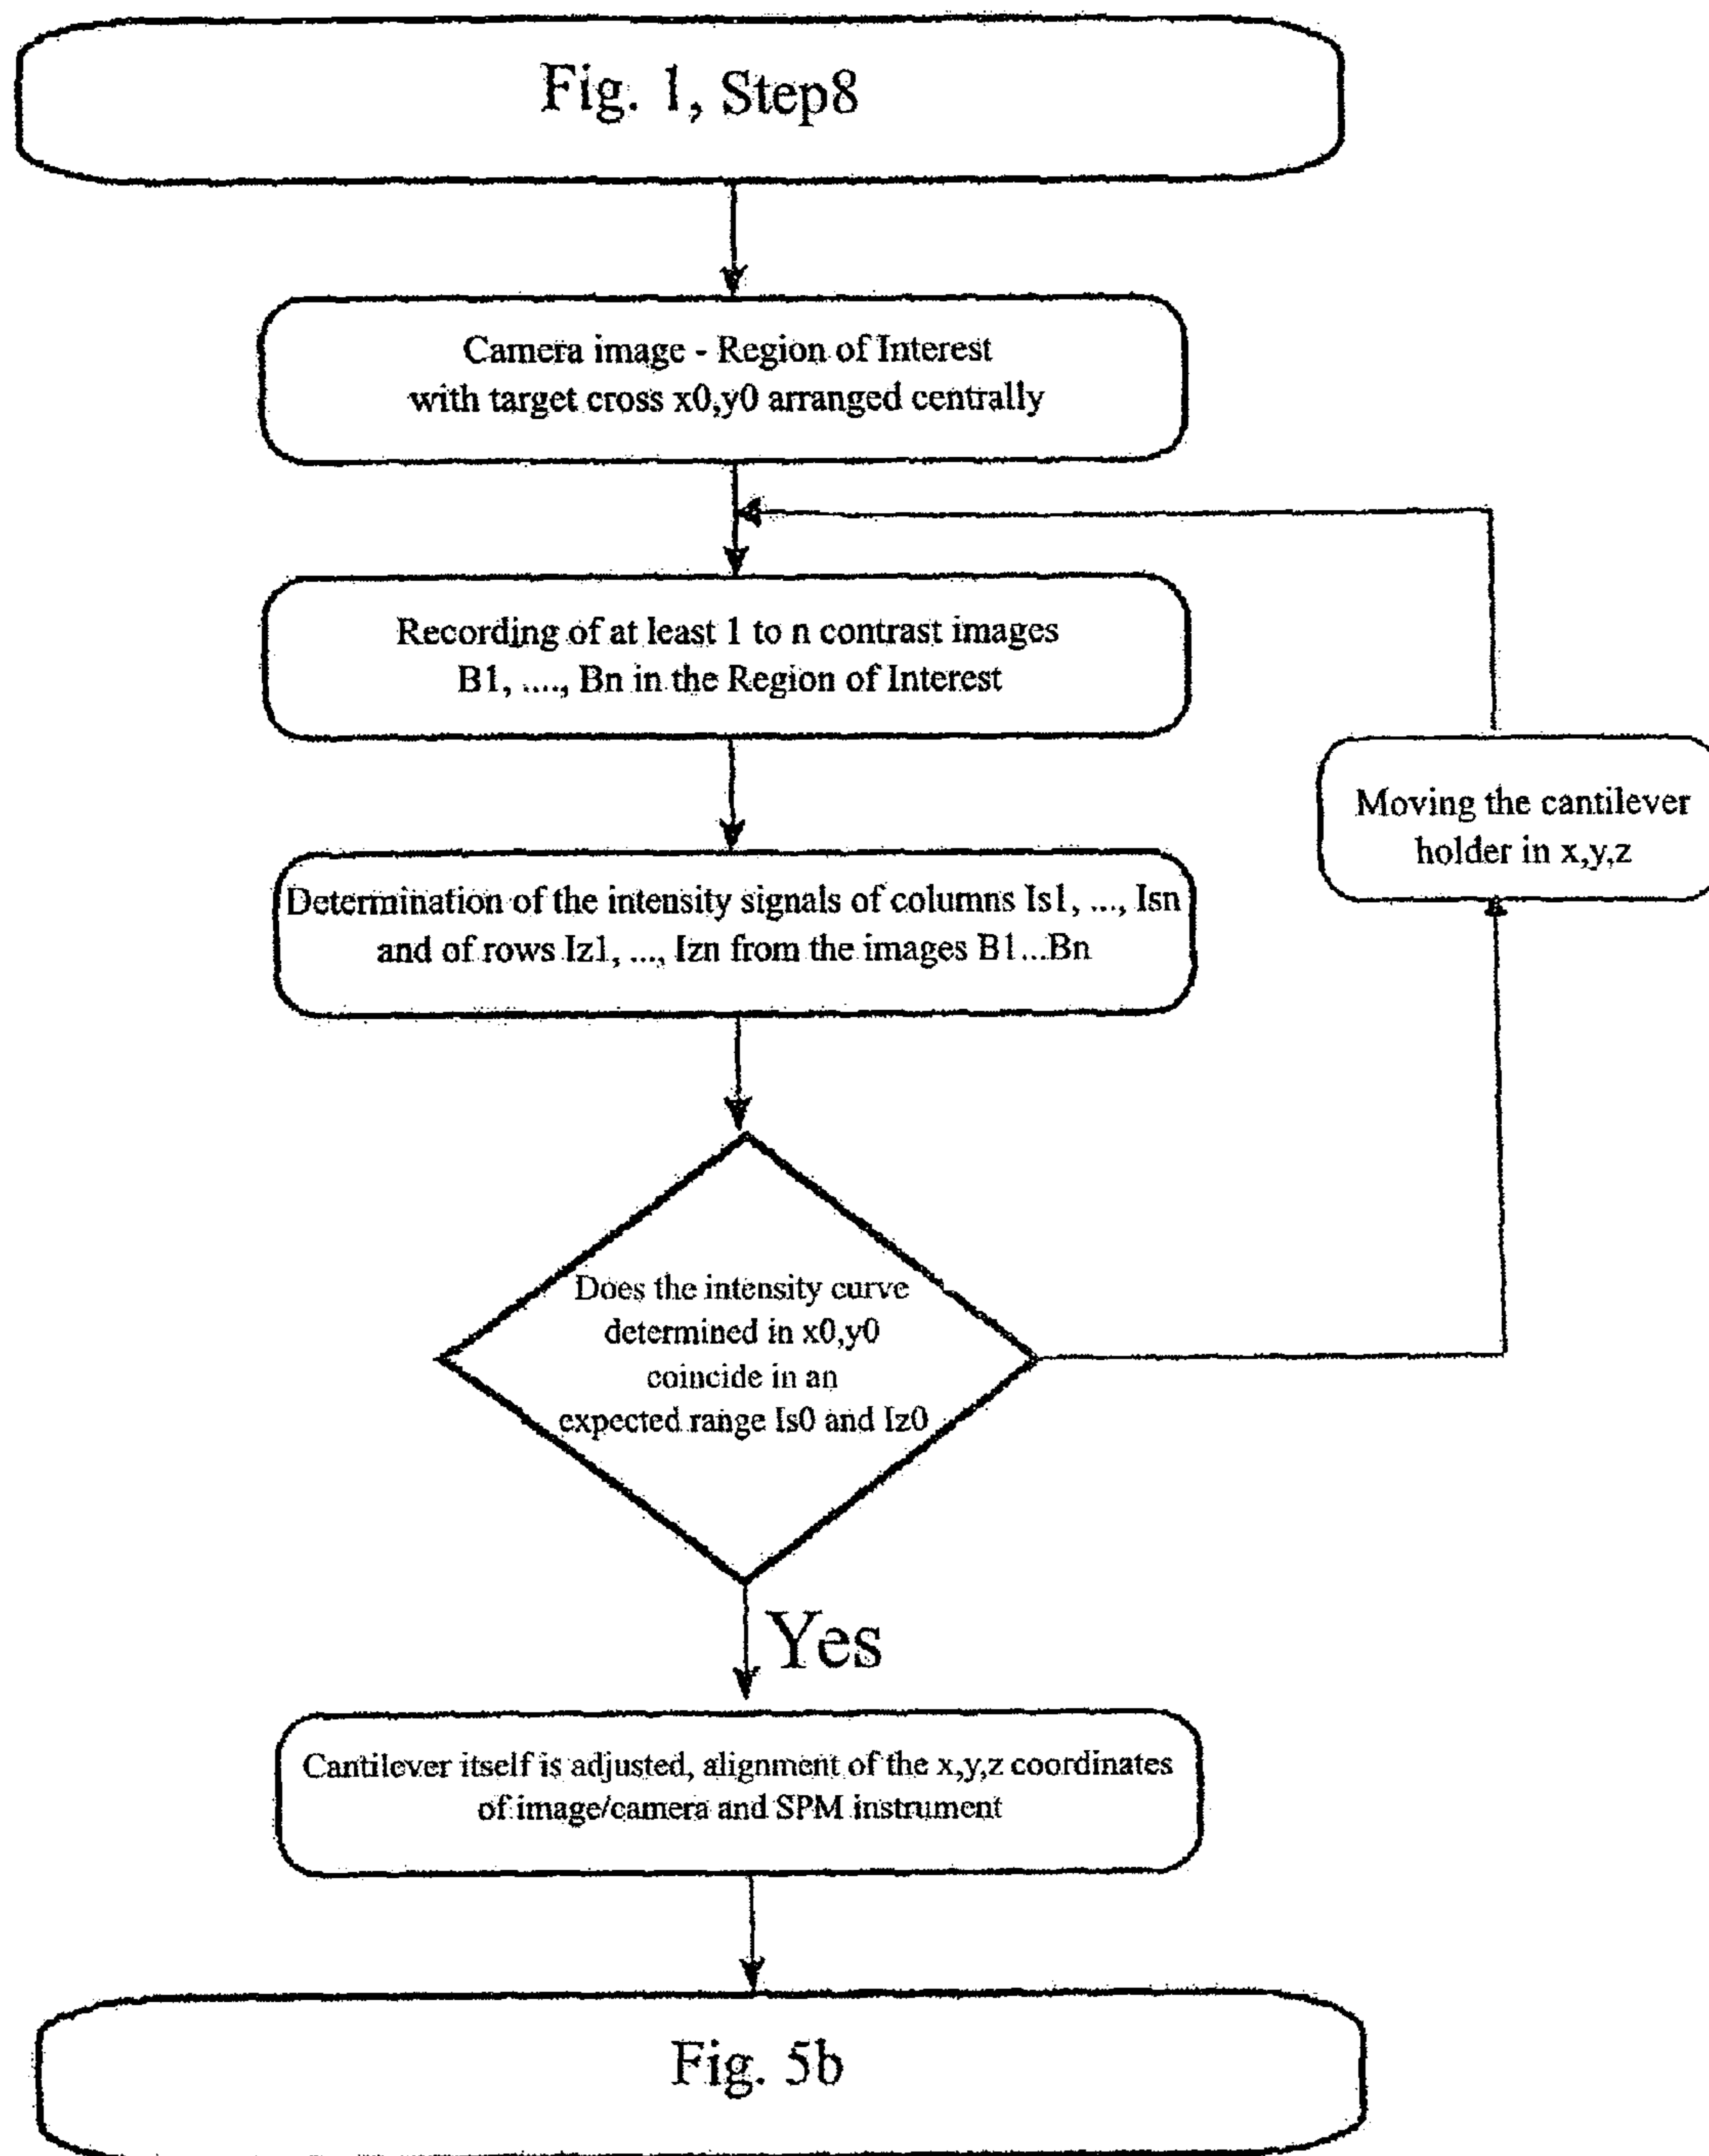 Fig. 1, Step8
Camera image - Region of Interest
with target cross x0,y0 arranged centrally
Recording of at least 1 to n contrast images
B1, ...., Bn in the Region of Interest
Moving the cantilever
holder in x,y,z
Determination of the intensity signals of columns Is1, ..., Isn
and of rows Iz1, ..., Izn from the images B1...Bn
Does the intensity curve
determined in x0,y0
coincide in an
expected range Is0 and Iz0
Yes
Cantilever itself is adjusted, alignment of the x,y,z coordinates
of image/camera and SPM instrument
Fig. 5b